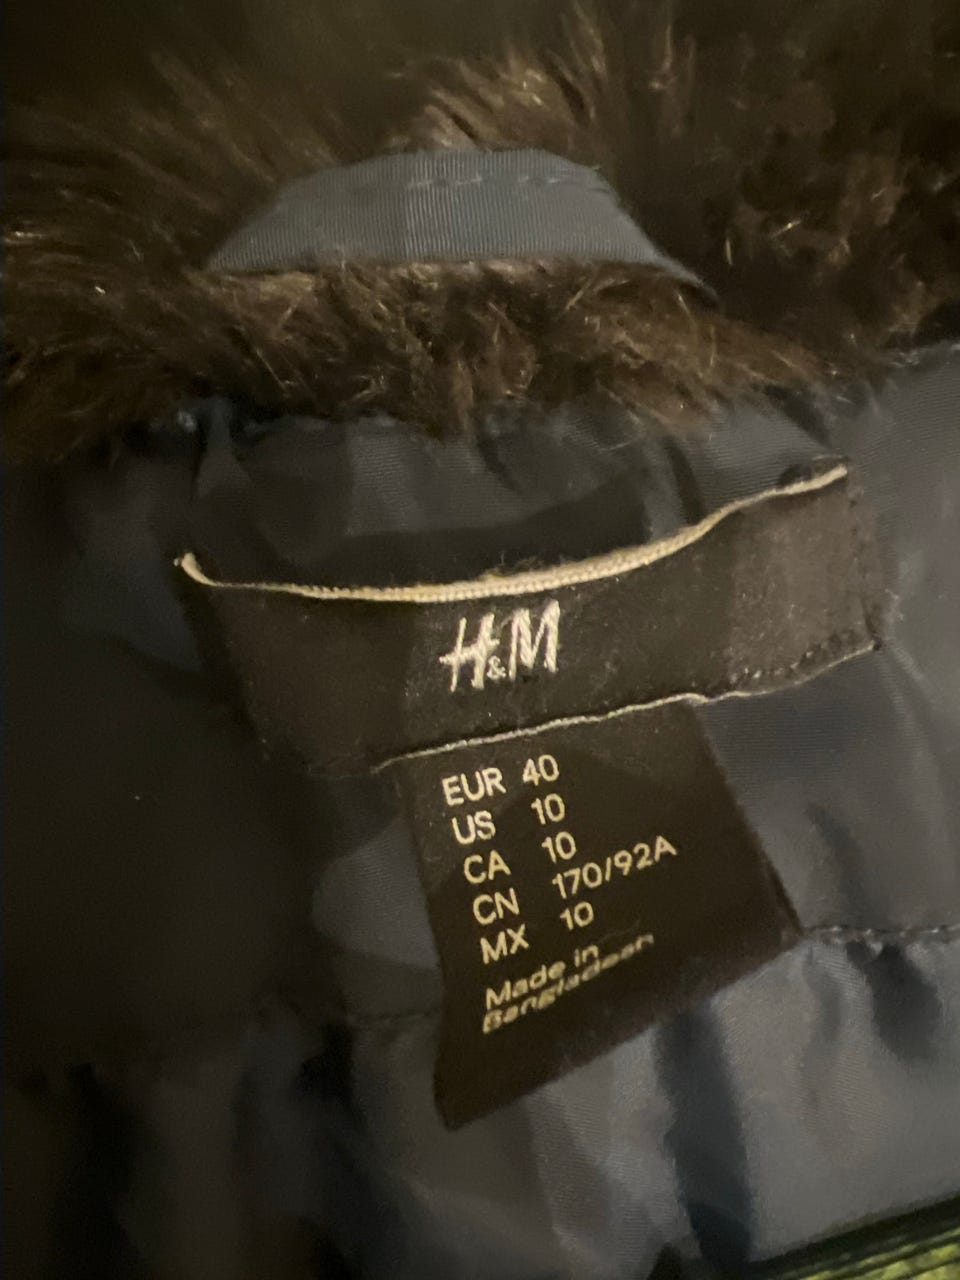 H&M
EUR 40
US 10
CA 10
CN 170/92A
MX 10
Made in
Bangladesh